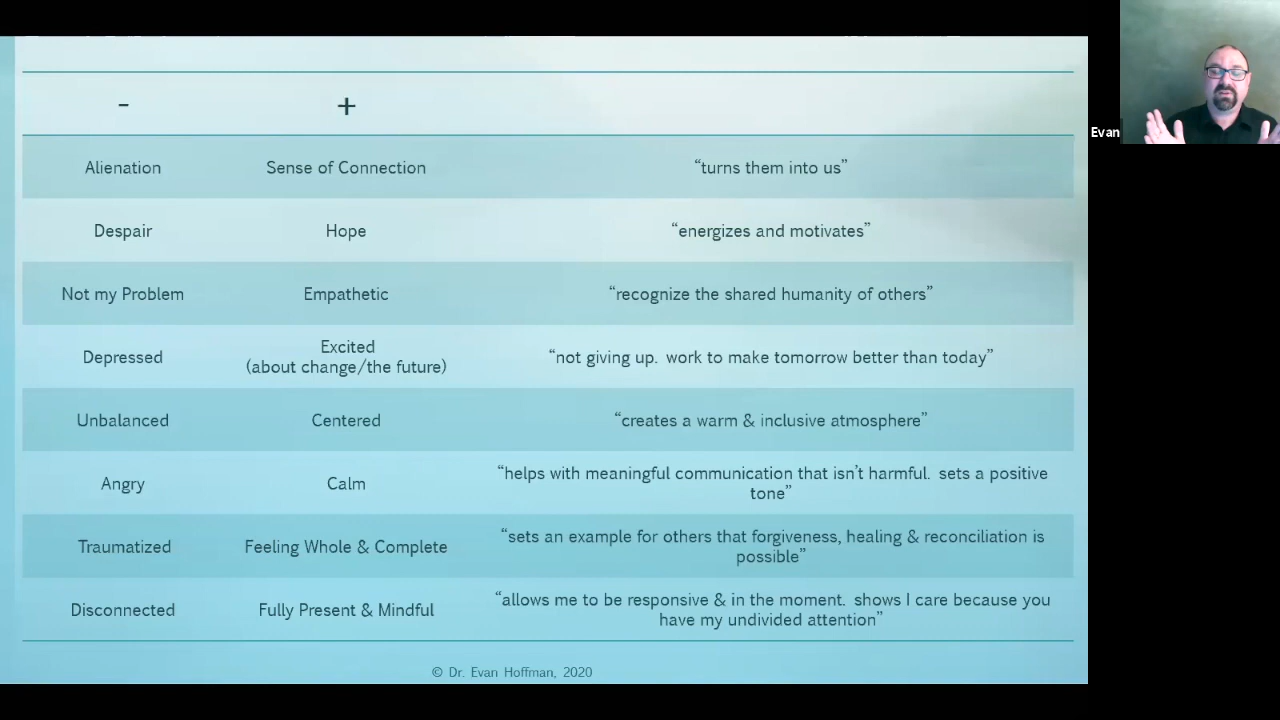 - +
Evan
Alienation Sense of Connection “turns them into us”
Despair Hope “energizes and motivates”
Not my Problem Empathetic “recognize the shared humanity of others”
Depressed Excited (about change/the future) “not giving up. work to make tomorrow better than today”
Unbalanced Centered “creates a warm & inclusive atmosphere”
Angry Calm “helps with meaningful communication that isn’t harmful. sets a positive
tone”
Traumatized Feeling Whole & Complete “sets an example for others that forgiveness, healing & reconciliation is
possible”
Disconnected Fully Present & Mindful “allows me to be responsive & in the moment. shows I care because you
have my undivided attention”
© Dr. Evan Hoffman, 2020